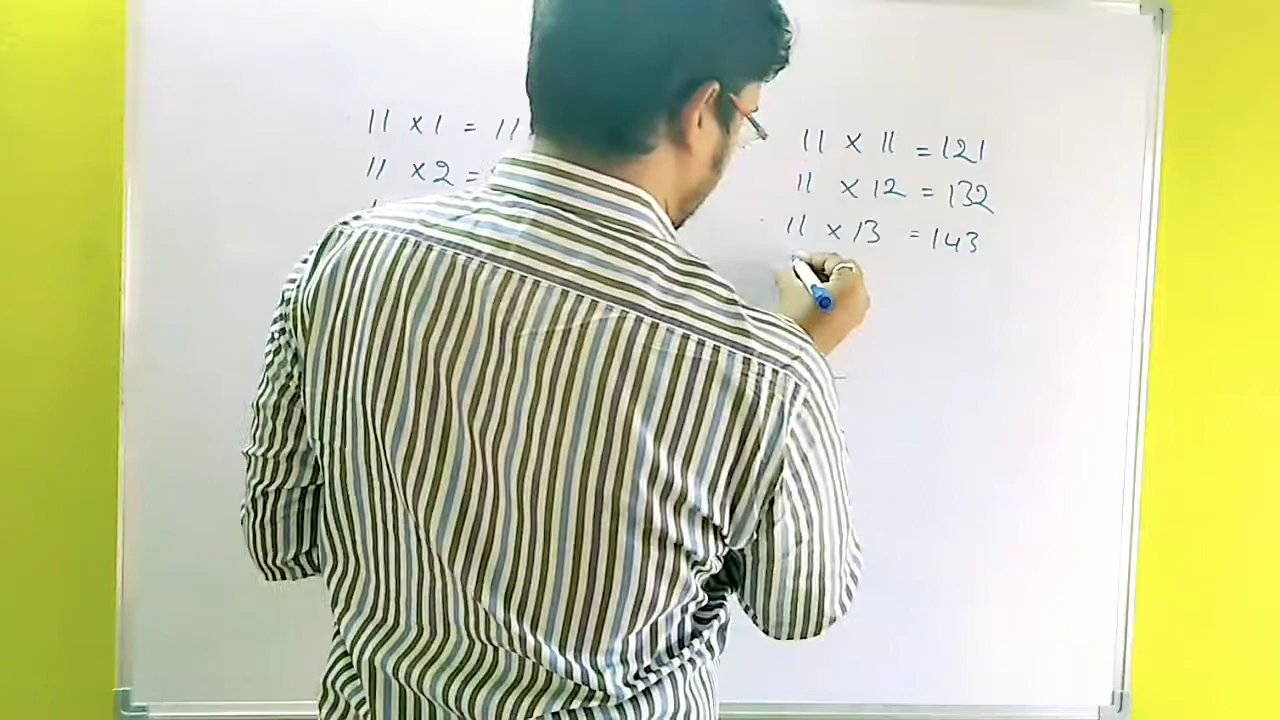 11 x 1 = 11
11 x 2 =
11 x 11 = 121
11 x 12 = 132
11 x 13 = 143